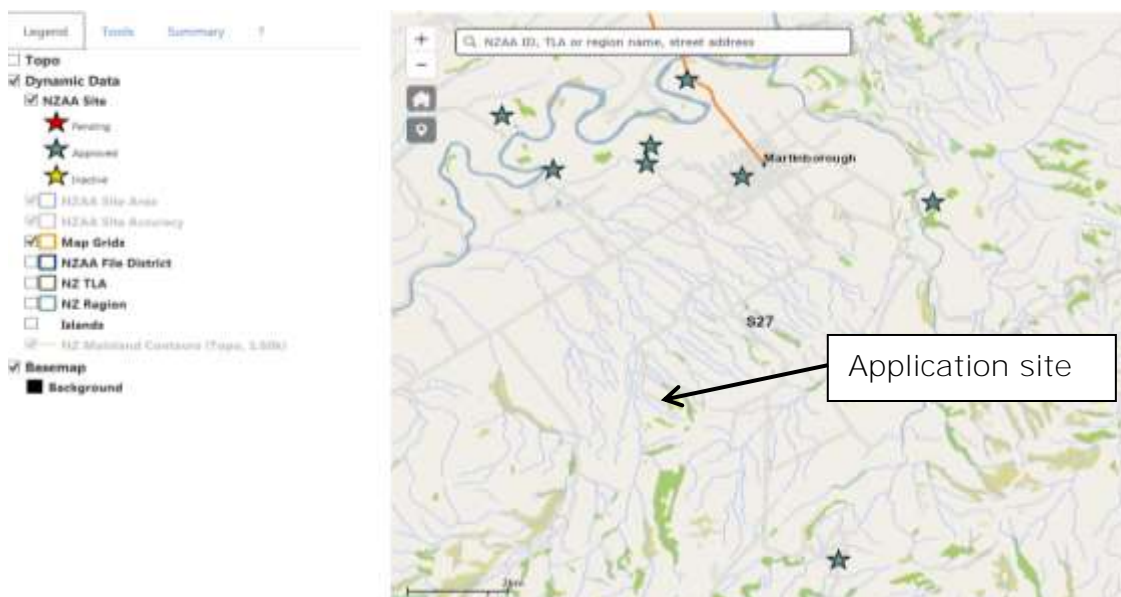 Legend Tools Summary ?
Topo
Dynamic Data
NZAA Site
Pending
Approved
Inactive
NZAA Site Area
NZAA Site Accuracy
Map Grids
NZAA File District
NZ TLA
NZ Region
Islands
NZ Mainland Contours (Topo, 1:50k)
Basemap
Background
+
NZAA ID, TLA or region name, street address
-
Martinborough
S27
Application site
2km